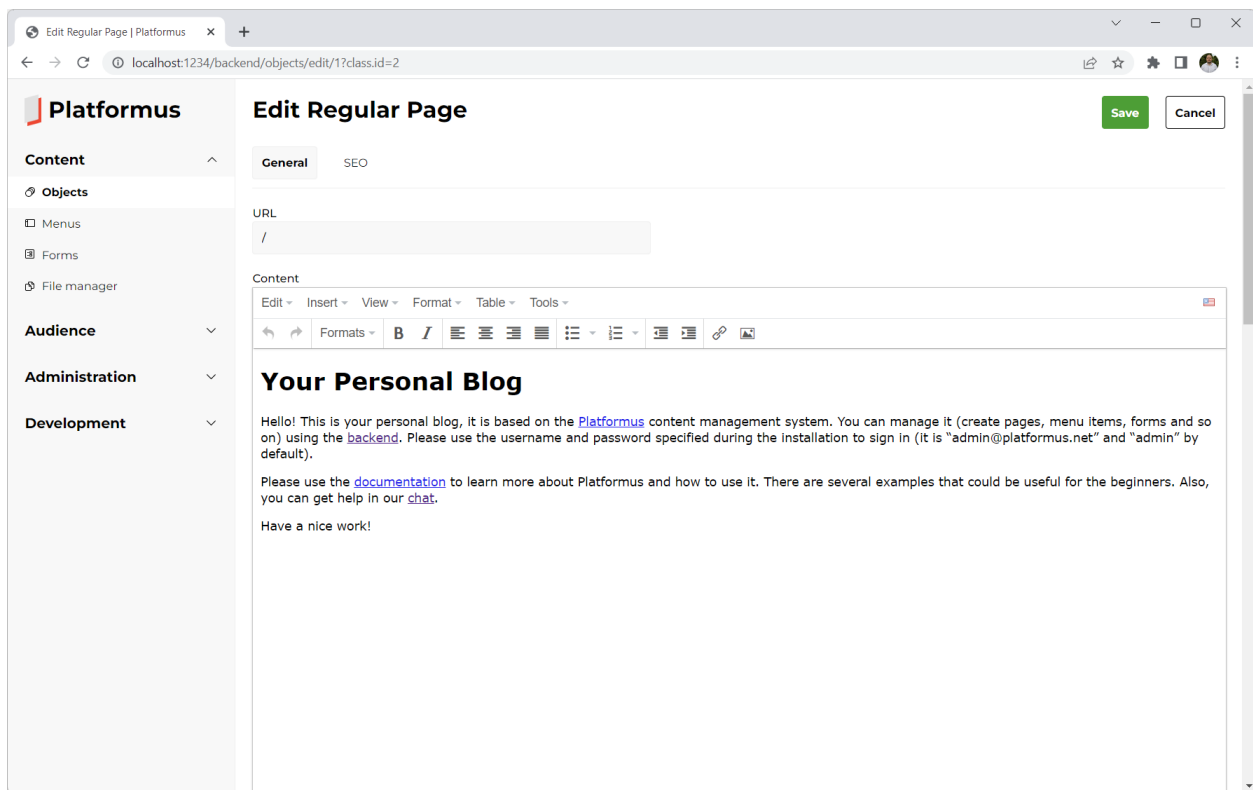 Edit Regular Page | Platformus
localhost:1234/backend/objects/edit/1?class.id=2
Platformus
Content
Objects
Menus
Forms
File manager
Audience
Administration
Development
Edit Regular Page
Save
Cancel
General
SEO
URL
/
Content
Edit
Insert
View
Format
Table
Tools
Formats
B
I
Your Personal Blog
Hello! This is your personal blog, it is based on the Platformus content management system. You can manage it (create pages, menu items, forms and so
on) using the backend. Please use the username and password specified during the installation to sign in (it is “admin@platformus.net” and “admin” by
default).
Please use the documentation to learn more about Platformus and how to use it. There are several examples that could be useful for the beginners. Also,
you can get help in our chat.
Have a nice work!